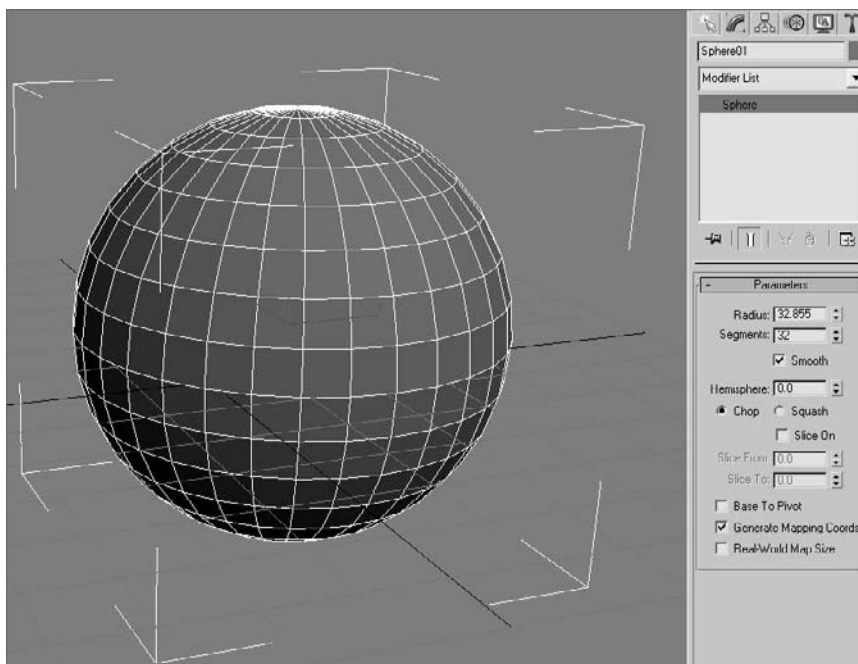 Sphere01
Modifier List
Sphere
- Parameters
Radius: 32.855
Segments: 32
Smooth
Hemisphere: 0.0
Chop Squash
Slice On
Slice From: 0.0
Slice To: 0.0
Base To Pivot
Generate Mapping Coords
Real-World Map Size